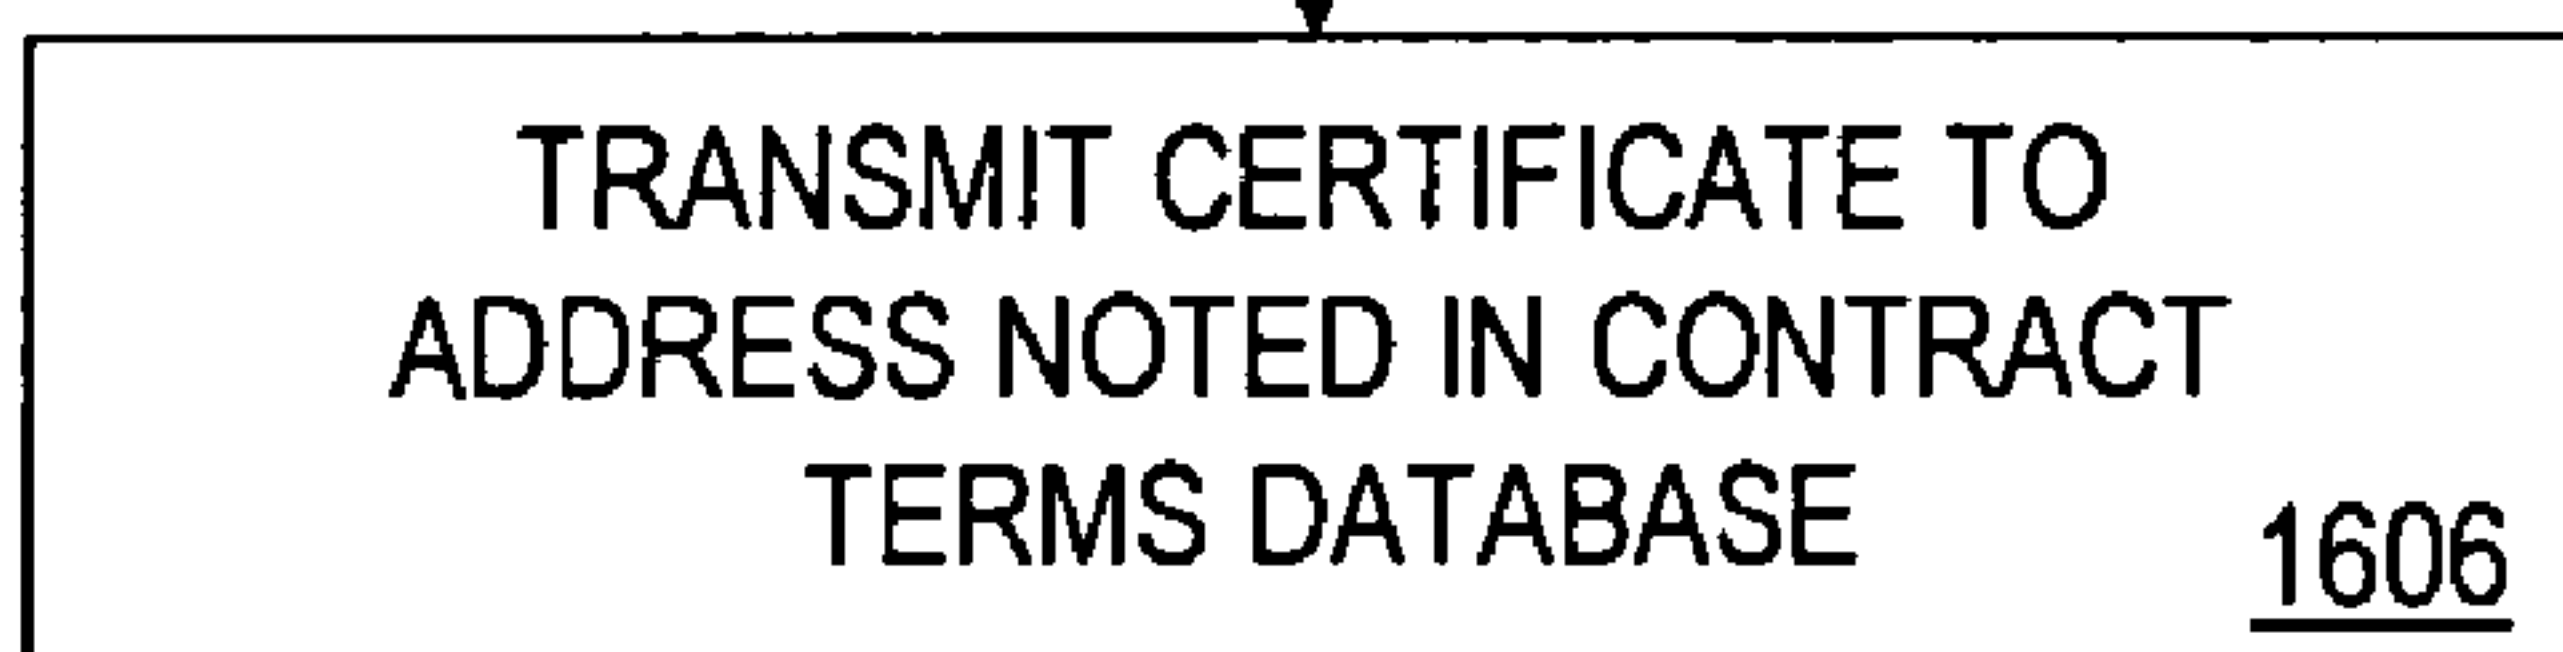 TRANSMIT CERTIFICATE TO
ADDRESS NOTED IN CONTRACT
TERMS DATABASE
1606